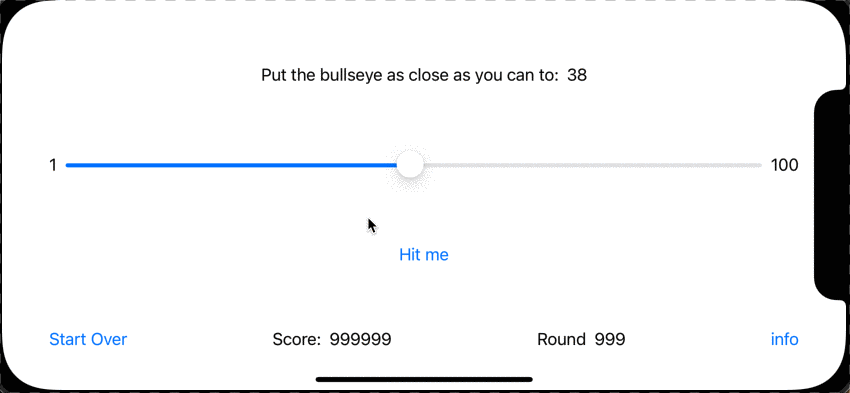 Put the bullseye as close as you can to: 38
1 100
Hit me
Start Over Score: 999999 Round 999 info